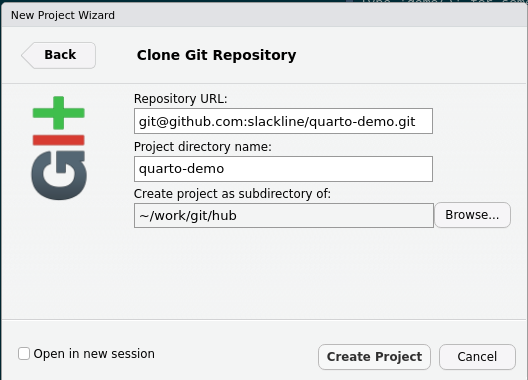 New Project Wizard
Back
Clone Git Repository
Repository URL:
git@github.com:slackline/quarto-demo.git
Project directory name:
quarto-demo
Create project as subdirectory of:
~/work/git/hub
Browse...
GIt
Open in new session
Create Project
Cancel